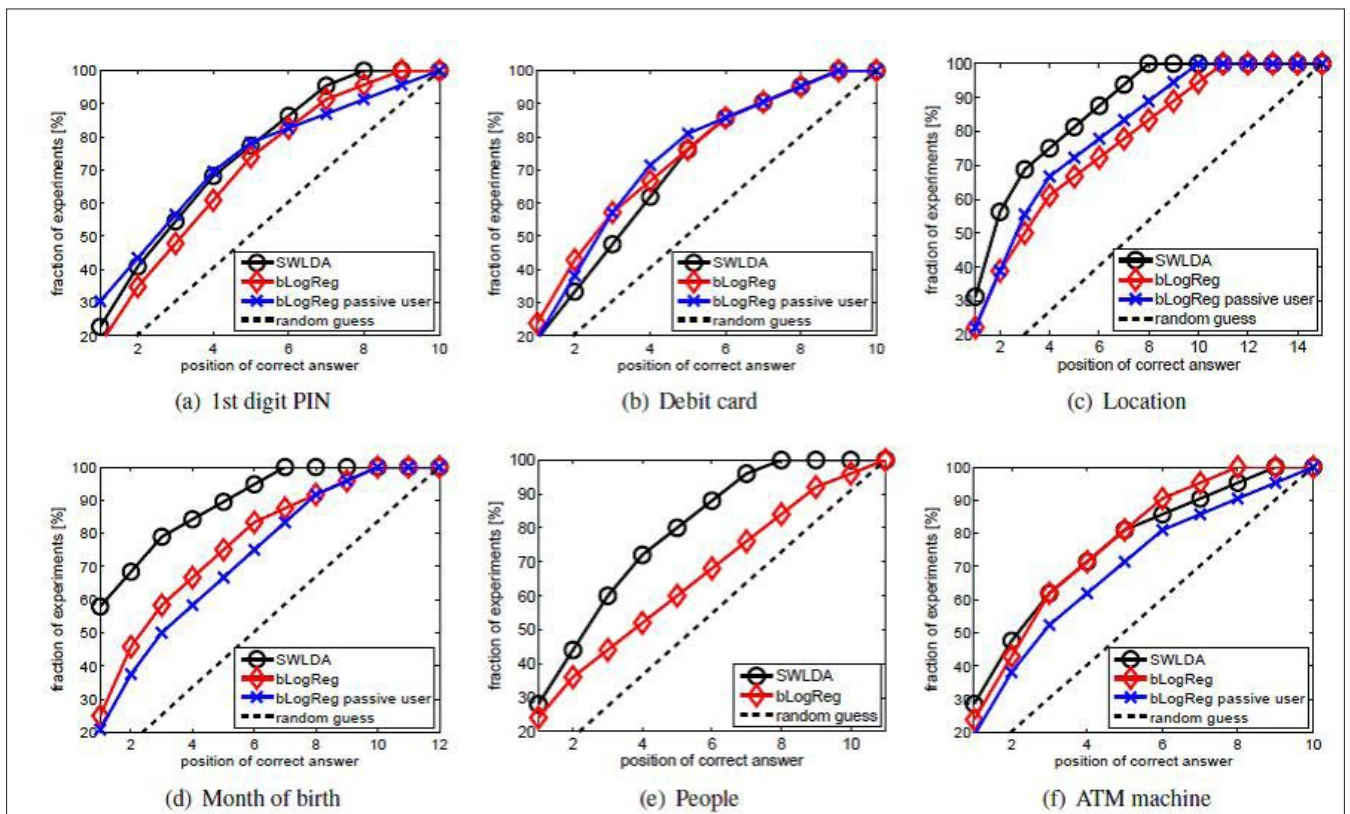 100
90
80
70
60
50
40
30
20
fraction of experiments [%]
SWLDA
bLogReg
bLogReg passive user
random guess
2 4 6 8 10
position of correct answer
(a) 1st digit PIN
100
90
80
70
60
50
40
30
20
fraction of experiments [%]
SWLDA
bLogReg
bLogReg passive user
random guess
2 4 6 8 10
position of correct answer
(b) Debit card
100
90
80
70
60
50
40
30
20
fraction of experiments [%]
SWLDA
bLogReg
bLogReg passive user
random guess
2 4 6 8 10 12 14
position of correct answer
(c) Location
100
90
80
70
60
50
40
30
20
fraction of experiments [%]
SWLDA
bLogReg
bLogReg passive user
random guess
2 4 6 8 10 12
position of correct answer
(d) Month of birth
100
90
80
70
60
50
40
30
20
fraction of experiments [%]
SWLDA
bLogReg
random guess
2 4 6 8 10
position of correct answer
(e) People
100
90
80
70
60
50
40
30
20
fraction of experiments [%]
SWLDA
bLogReg
bLogReg passive user
random guess
2 4 6 8 10
position of correct answer
(f) ATM machine